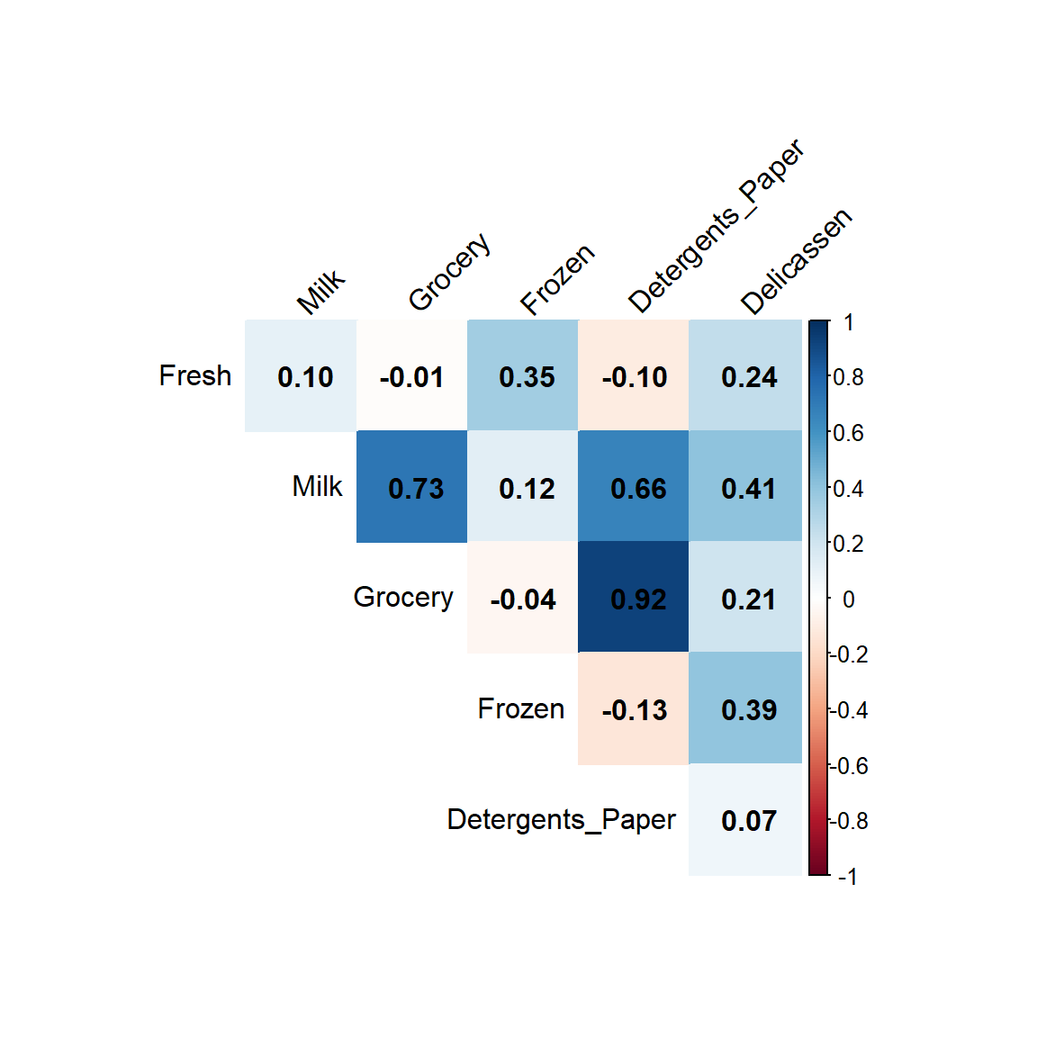 Milk Grocery Frozen Detergents_Paper Delicassen
Fresh 0.10 -0.01 0.35 -0.10 0.24
Milk 0.73 0.12 0.66 0.41
Grocery -0.04 0.92 0.21
Frozen -0.13 0.39
Detergents_Paper 0.07
1
0.8
0.6
0.4
0.2
0
-0.2
-0.4
-0.6
-0.8
-1